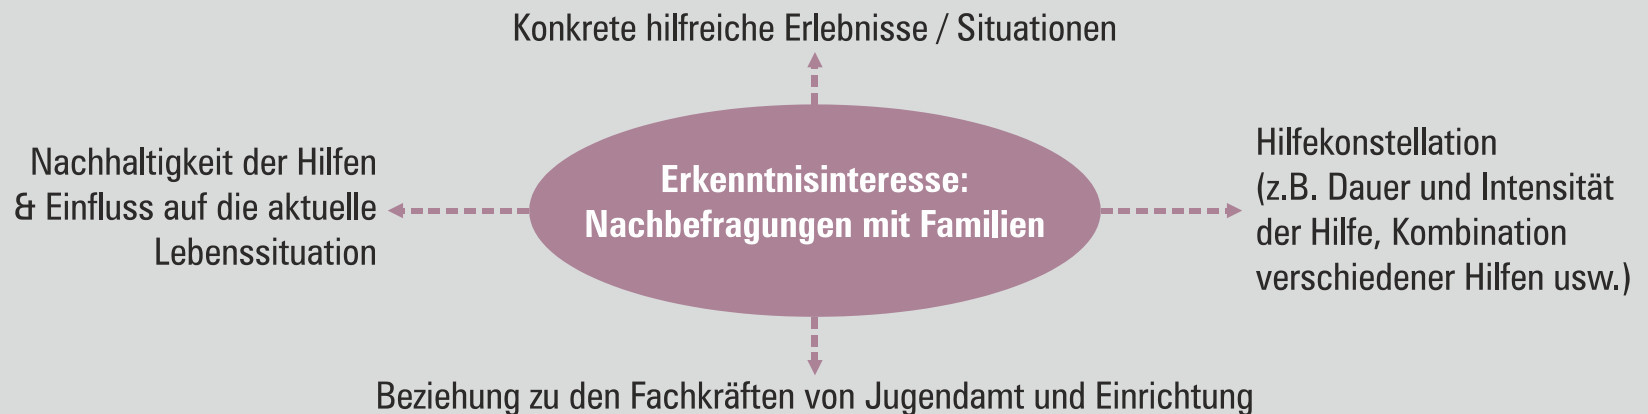 Konkrete hilfreiche Erlebnisse / Situationen
Nachhaltigkeit der Hilfen
& Einfluss auf die aktuelle
Lebenssituation
Erkenntnisinteresse:
Nachbefragungen mit Familien
Hilfekonstellation
(z.B. Dauer und Intensität
der Hilfe, Kombination
verschiedener Hilfen usw.)
Beziehung zu den Fachkräften von Jugendamt und Einrichtung